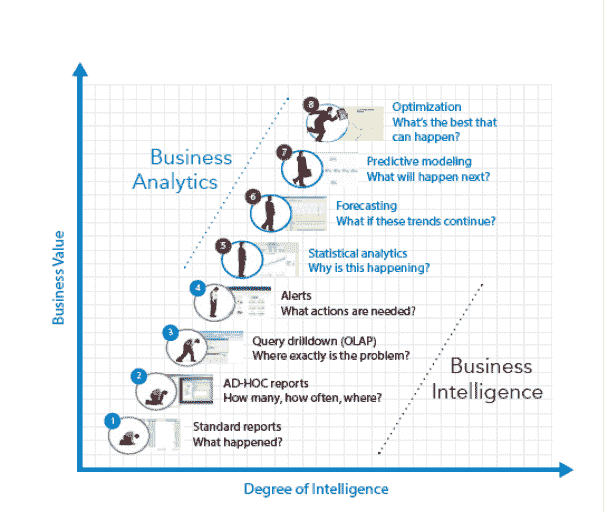 8
Optimization
What's the best that
can happen?
7
Predictive modeling
What will happen next?
Business
Analytics
6
Forecasting
What if these trends continue?
5
Statistical analytics
Why is this happening?
4
Alerts
What actions are needed?
3
Query drilldown (OLAP)
Where exactly is the problem?
2
AD-HOC reports
How many, how often, where?
1
Standard reports
What happened?
Business
Intelligence
Business Value
Degree of Intelligence